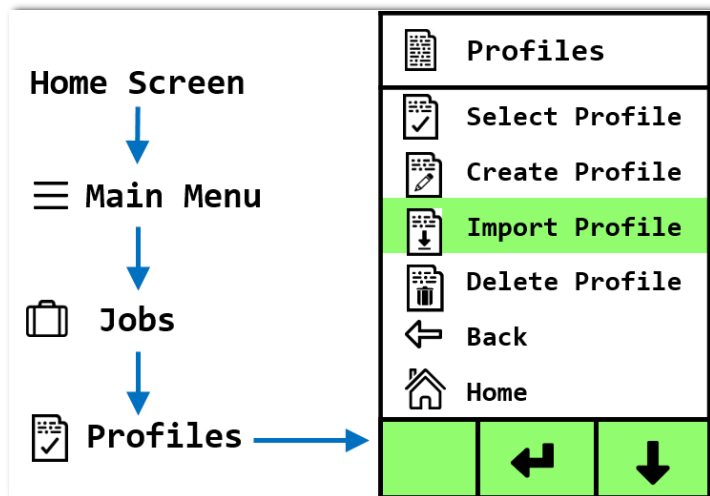 Home Screen
Main Menu
Jobs
Profiles
Profiles
Select Profile
Create Profile
Import Profile
Delete Profile
Back
Home